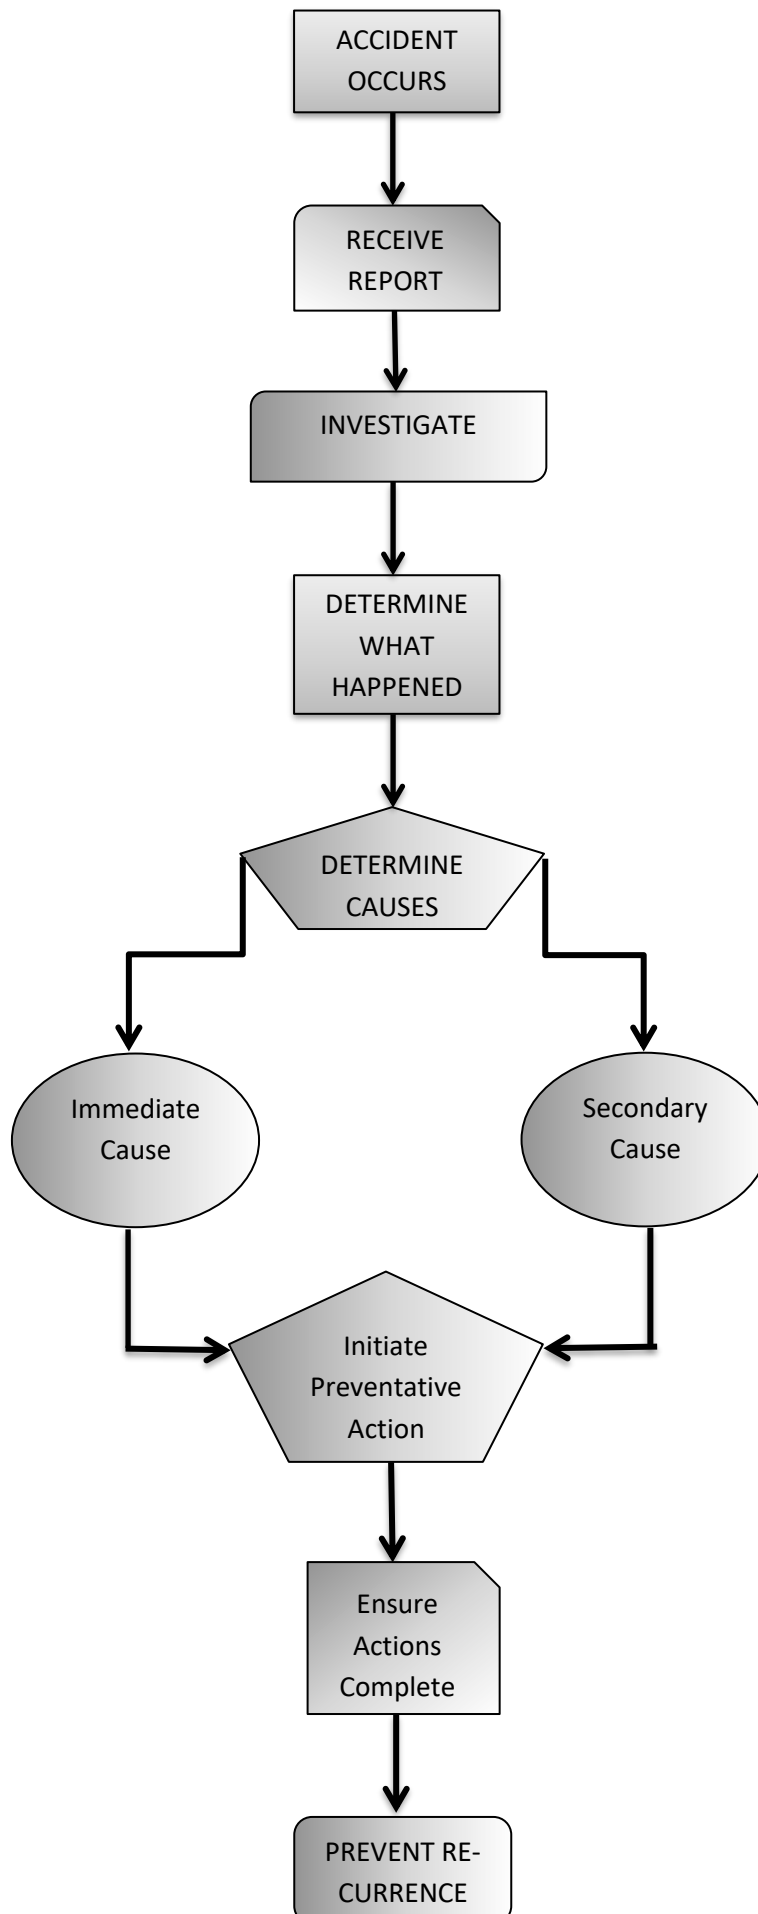 ACCIDENT
OCCURS
RECEIVE
REPORT
INVESTIGATE
DETERMINE
WHAT
HAPPENED
DETERMINE
CAUSES
Immediate
Cause
Secondary
Cause
Initiate
Preventative
Action
Ensure
Actions
Complete
PREVENT RE-
CURRENCE